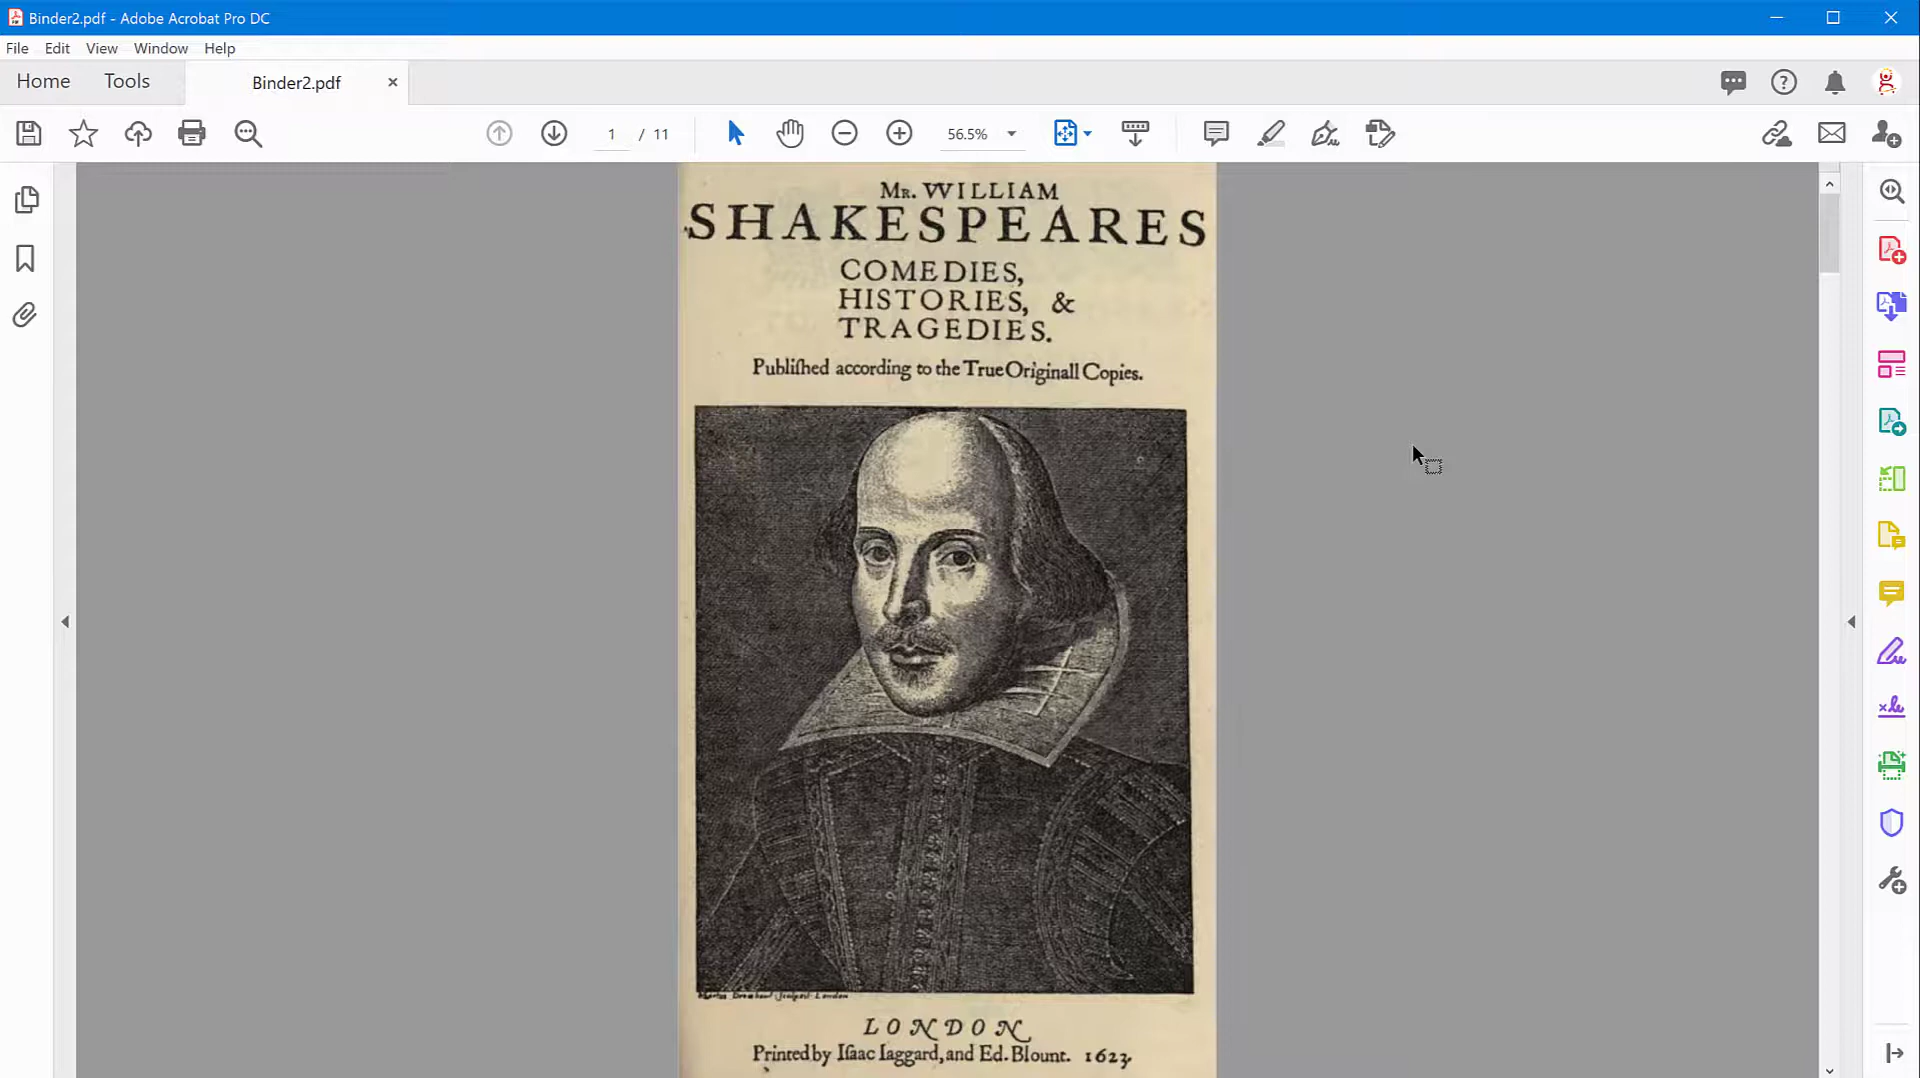 Binder2.pdf - Adobe Acrobat Pro DC
File Edit View Window Help
Home Tools Binder2.pdf
1 / 11 56.5%
MR. WILLIAM
SHAKESPEARES
COMEDIES,
HISTORIES, &
TRAGEDIES.
Publiſhed according to the True Originall Copies.
Sculpsit London
LONDON
Printed by Iſaac Iaggard, and Ed. Blount. 1623.